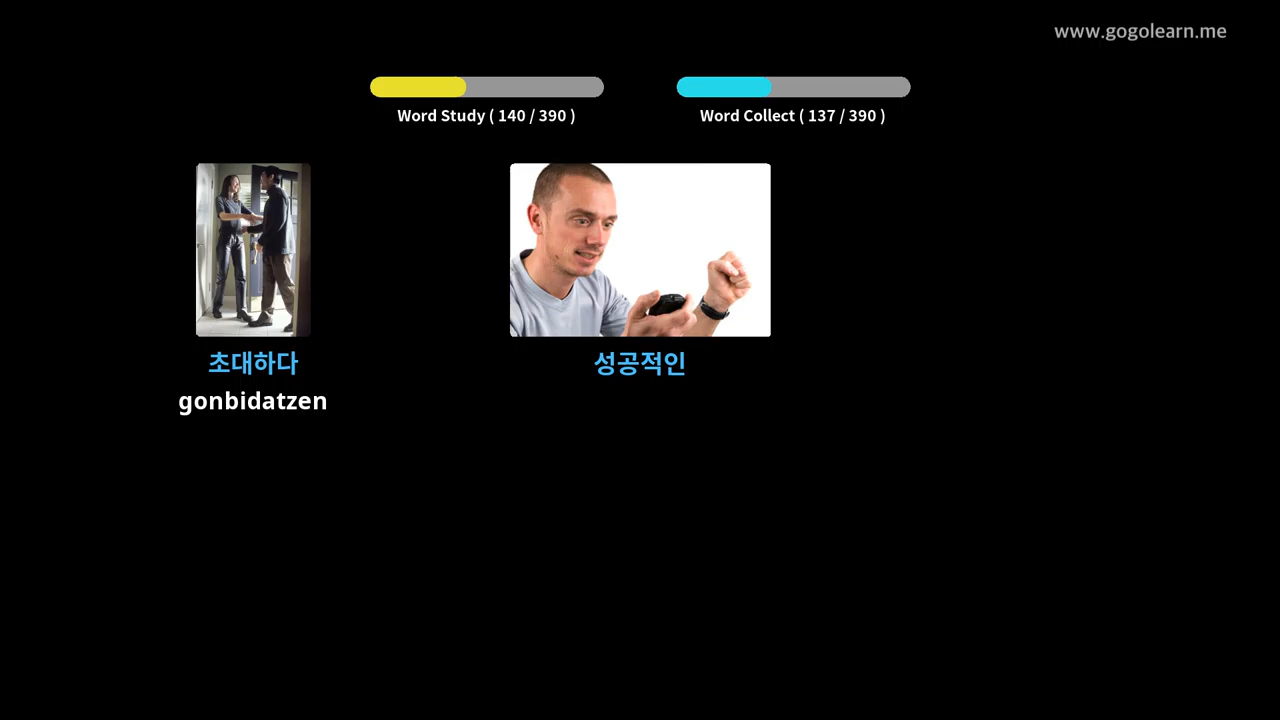 www.gogolearn.me
Word Study ( 140 / 390 )
Word Collect ( 137 / 390 )
초대하다
성공적인
gonbidatzen